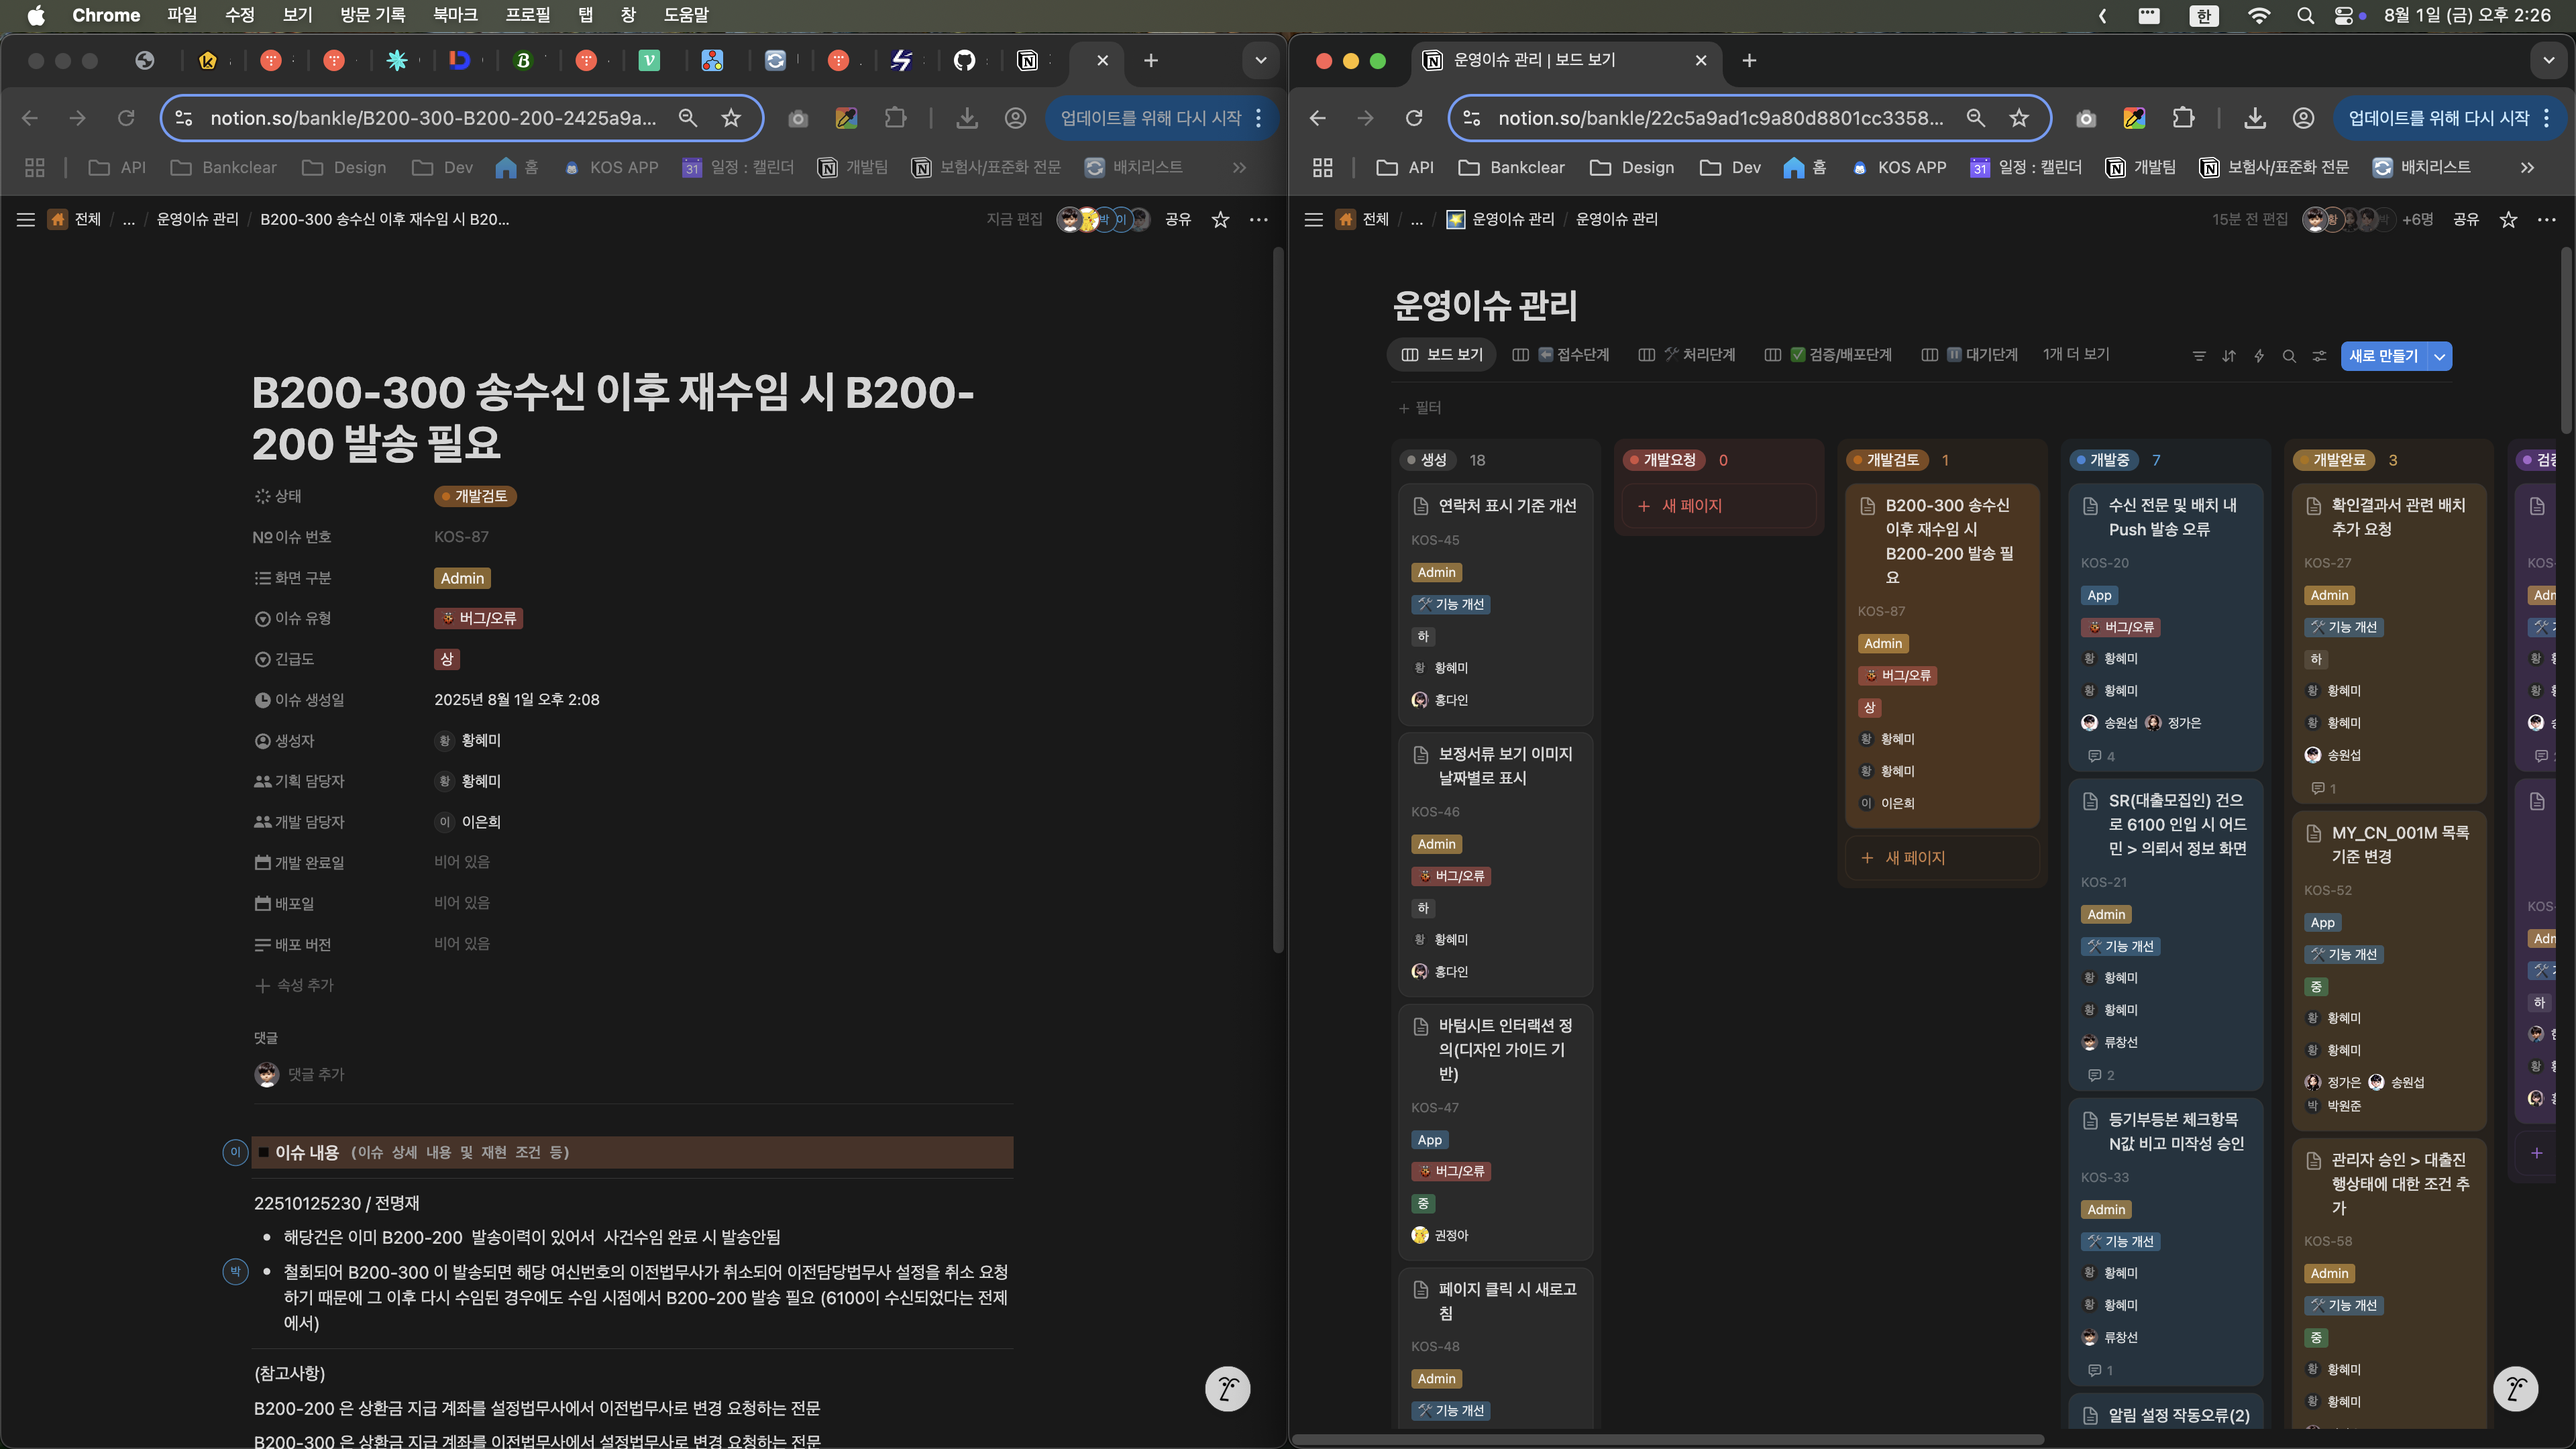 Chrome 파일 수정 보기 방문 기록 북마크 프로필 탭 창 도움말
한 8월 1일 (금) 오후 2:26
notion.so/bankle/B200-300-B200-200-2425a9a...
업데이트를 위해 다시 시작
API Bankclear Design Dev 홈 KOS APP 일정 : 캘린더 개발팀 보험사/표준화 전문 배치리스트
전체 / ... / 운영이슈 관리 / B200-300 송수신 이후 재수임 시 B20...
지금 편집 박 이 공유
B200-300 송수신 이후 재수임 시 B200-
200 발송 필요
상태 개발검토
이슈 번호 KOS-87
화면 구분 Admin
이슈 유형 버그/오류
긴급도 상
이슈 생성일 2025년 8월 1일 오후 2:08
생성자 황 황혜미
기획 담당자 황 황혜미
개발 담당자 이 이은희
개발 완료일 비어 있음
배포일 비어 있음
배포 버전 비어 있음
속성 추가
댓글
댓글 추가
이 ■ 이슈 내용 (이슈 상세 내용 및 재현 조건 등)
22510125230 / 전명재
• 해당건은 이미 B200-200 발송이력이 있어서 사건수임 완료 시 발송안됨
박 • 철회되어 B200-300 이 발송되면 해당 여신번호의 이전법무사가 취소되어 이전담당법무사 설정을 취소 요청
하기 때문에 그 이후 다시 수임된 경우에도 수임 시점에서 B200-200 발송 필요 (6100이 수신되었다는 전제
에서)
(참고사항)
B200-200 은 상환금 지급 계좌를 설정법무사에서 이전법무사로 변경 요청하는 전문
B200-300 은 상환금 지급 계좌를 이전법무사에서 설정법무사로 변경 요청하는 전문
운영이슈 관리 | 보드 보기
notion.so/bankle/22c5a9ad1c9a80d8801cc3358...
업데이트를 위해 다시 시작
API Bankclear Design Dev 홈 KOS APP 일정 : 캘린더 개발팀 보험사/표준화 전문 배치리스트
전체 / ... / 운영이슈 관리 / 운영이슈 관리
15분 전 편집 황 박 +6명 공유
운영이슈 관리
보드 보기 접수단계 처리단계 검증/배포단계 대기단계 1개 더 보기
새로 만들기
+ 필터
생성 18
연락처 표시 기준 개선
KOS-45
Admin
기능 개선
하
황 황혜미
홍다인
보정서류 보기 이미지
날짜별로 표시
KOS-46
Admin
버그/오류
하
황 황혜미
홍다인
바텀시트 인터랙션 정
의(디자인 가이드 기
반)
KOS-47
App
버그/오류
중
권정아
페이지 클릭 시 새로고
침
KOS-48
Admin
기능 개선
개발요청 0
+ 새 페이지
개발검토 1
B200-300 송수신
이후 재수임 시
B200-200 발송 필
요
KOS-87
Admin
버그/오류
상
황 황혜미
황 황혜미
이 이은희
+ 새 페이지
개발중 7
수신 전문 및 배치 내
Push 발송 오류
KOS-20
App
버그/오류
황 황혜미
황 황혜미
송원섭 정가은
4
SR(대출모집인) 건으
로 6100 인입 시 어드
민 > 의뢰서 정보 화면
KOS-21
Admin
기능 개선
황 황혜미
황 황혜미
류창선
2
등기부등본 체크항목
N값 비고 미작성 승인
KOS-33
Admin
기능 개선
황 황혜미
황 황혜미
류창선
1
알림 설정 작동오류(2)
개발완료 3
확인결과서 관련 배치
추가 요청
KOS-27
Admin
기능 개선
하
황 황혜미
황 황혜미
송원섭
1
MY_CN_001M 목록
기준 변경
KOS-52
App
기능 개선
중
황 황혜미
황 황혜미
정가은 송원섭
박 박원준
관리자 승인 > 대출진
행상태에 대한 조건 추
가
KOS-58
Admin
기능 개선
중
황 황혜미
황 황혜미